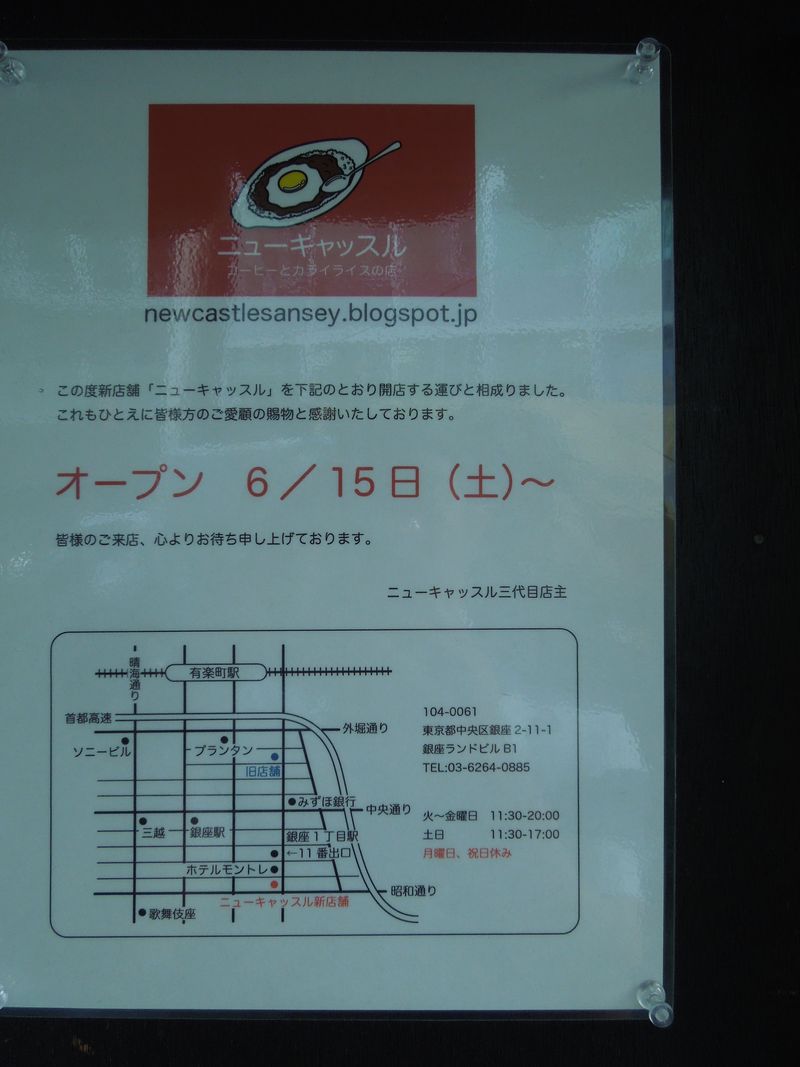 ニューキャッスル
コーヒーとカライライスの店
newcastlesansey.blogspot.jp
この度新店舗「ニューキャッスル」を下記のとおり開店する運びと相成りました。
これもひとえに皆様方のご愛顧の賜物と感謝いたしております。
オープン　6／15日（土）～
皆様のご来店、心よりお待ち申し上げております。
ニューキャッスル三代目店主
晴海通り
有楽町駅
首都高速
外堀通り
ソニービル
プランタン
旧店舗
みずほ銀行
中央通り
三越
銀座駅
銀座1丁目駅
←11番出口
ホテルモントレ
昭和通り
ニューキャッスル新店舗
歌舞伎座
104-0061
東京都中央区銀座2-11-1
銀座ランドビルB1
TEL:03-6264-0885
火～金曜日　11:30-20:00
土日　11:30-17:00
月曜日、祝日休み